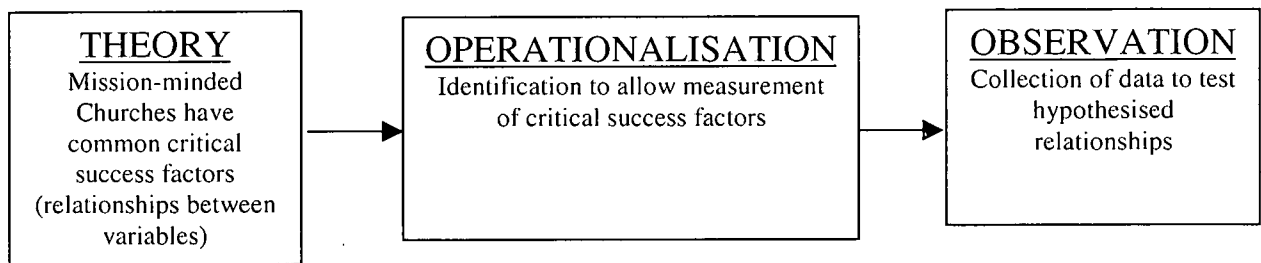 THEORY
Mission-minded
Churches have
common critical
success factors
(relationships between
variables)
OPERATIONALISATION
Identification to allow measurement
of critical success factors
OBSERVATION
Collection of data to test
hypothesised
relationships